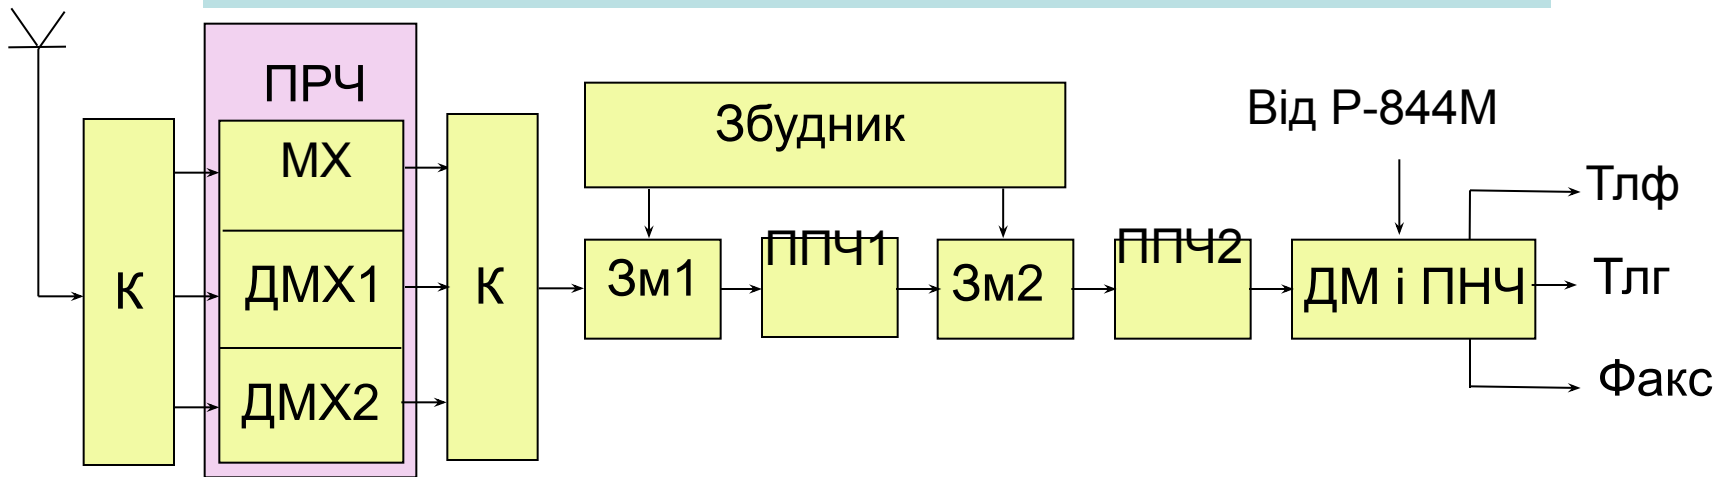 ПРЧ
К
МХ
ДМХ1
ДМХ2
К
Збудник
Зм1
ППЧ1
Зм2
ППЧ2
Від Р-844М
ДМ і ПНЧ
Тлф
Тлг
Факс